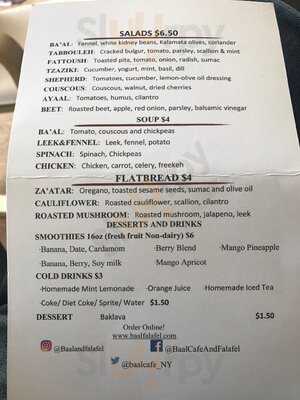 SALADS $6.50
BA'AL: Fennel, white kidney beans, Kalamata olives, coriander
TABBOULEH: Cracked bulgur, tomato, parsley, scallion & mint
FATTOUSH: Toasted pita, tomato, onion, radish, sumac
TZAZIKI: Cucumber, yogurt, mint, basil, dill
SHEPHERD: Tomatoes, cucumber, lemon-olive oil dressing
COUSCOUS: Couscous, walnut, dried cherries
AYAAL: Tomatoes, humus, cilantro
BEET: Roasted beet, apple, red onion, parsley, balsamic vinegar
SOUP $4
BA'AL: Tomato, couscous and chickpeas
LEEK&FENNEL: Leek, fennel, potato
SPINACH: Spinach, Chickpeas
CHICKEN: Chicken, carrot, celery, freekeh
FLATBREAD $4
ZA'ATAR: Oregano, toasted sesame seeds, sumac and olive oil
CAULIFLOWER: Roasted cauliflower, scallion, cilantro
ROASTED MUSHROOM: Roasted mushroom, jalapeno, leek
DESSERTS AND DRINKS
SMOOTHIES 16oz (fresh fruit Non-dairy) $6
·Banana, Date, Cardamom ·Berry Blend ·Mango Pineapple
·Banana, Berry, Soy milk ·Mango Apricot
COLD DRINKS $3
·Homemade Mint Lemonade ·Orange Juice ·Homemade Iced Tea
·Coke/ Diet Coke/ Sprite/ Water $1.50
DESSERT Baklava $1.50
Order Online!
www.baalfalafel.com
@Baalandfalafel @BaalCafeAndFalafel
@baalcafe_NY